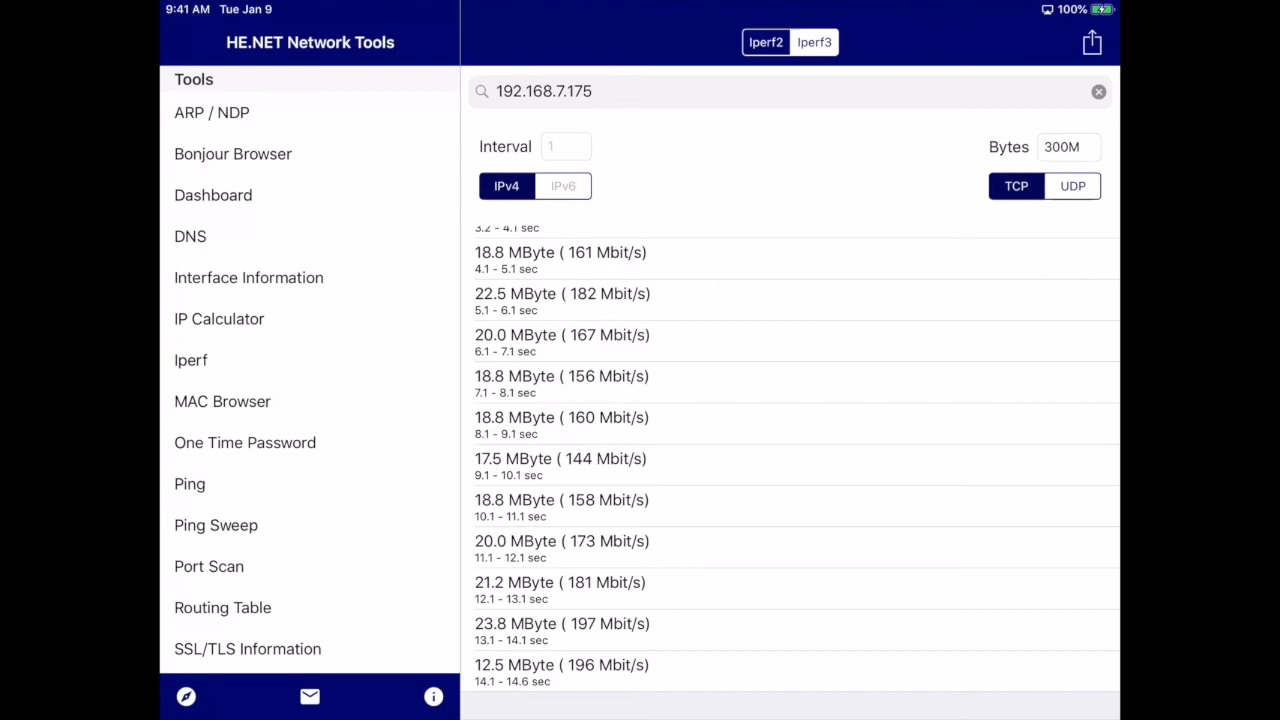 9:41 AM Tue Jan 9
100%
HE.NET Network Tools
Iperf2 Iperf3
Tools
ARP / NDP
Bonjour Browser
Dashboard
DNS
Interface Information
IP Calculator
Iperf
MAC Browser
One Time Password
Ping
Ping Sweep
Port Scan
Routing Table
SSL/TLS Information
192.168.7.175
Interval 1
Bytes 300M
IPv4 IPv6
TCP UDP
3.2 - 4.1 sec
18.8 MByte ( 161 Mbit/s)
4.1 - 5.1 sec
22.5 MByte ( 182 Mbit/s)
5.1 - 6.1 sec
20.0 MByte ( 167 Mbit/s)
6.1 - 7.1 sec
18.8 MByte ( 156 Mbit/s)
7.1 - 8.1 sec
18.8 MByte ( 160 Mbit/s)
8.1 - 9.1 sec
17.5 MByte ( 144 Mbit/s)
9.1 - 10.1 sec
18.8 MByte ( 158 Mbit/s)
10.1 - 11.1 sec
20.0 MByte ( 173 Mbit/s)
11.1 - 12.1 sec
21.2 MByte ( 181 Mbit/s)
12.1 - 13.1 sec
23.8 MByte ( 197 Mbit/s)
13.1 - 14.1 sec
12.5 MByte ( 196 Mbit/s)
14.1 - 14.6 sec